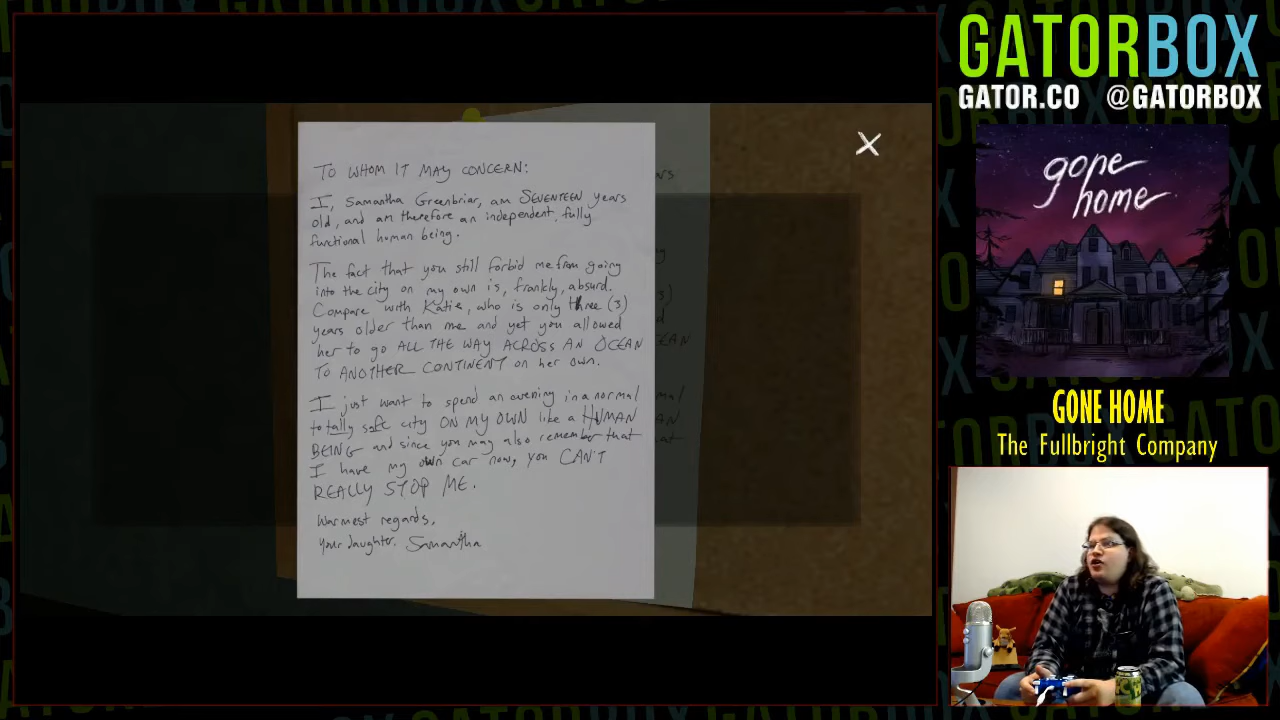 TO WHOM IT MAY CONCERN:
I, Samantha Greenbriar, am SEVENTEEN years
old, and am therefore an independent, fully
functional human being.
The fact that you still forbid me from going
into the city on my own is, frankly, absurd.
Compare with Katie, who is only three (3)
years older than me and yet you allowed
her to go ALL THE WAY ACROSS AN OCEAN
TO ANOTHER CONTINENT on her own.
I just want to spend an evening in a normal
totally safe city ON MY OWN like a HUMAN
BEING and since you may also remember that
I have my own car now, you CAN'T
REALLY STOP ME.
Warmest regards,
Your daughter, Samantha
GATORBOX
GATOR.CO @GATORBOX
gone
home
GONE HOME
The Fullbright Company